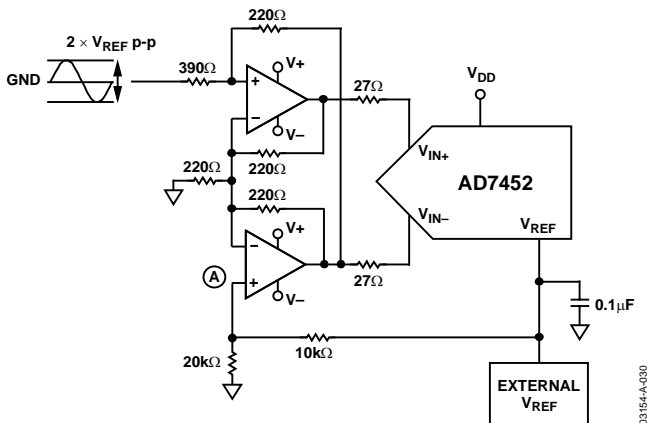 220Ω
2 × VREF p-p
GND
390Ω
V+
+
–
V–
27Ω
VDD
VIN+
AD7452
220Ω
220Ω
220Ω
V+
–
+
V–
A
VIN–
VREF
27Ω
0.1µF
10kΩ
20kΩ
EXTERNAL
VREF
03154-A-030